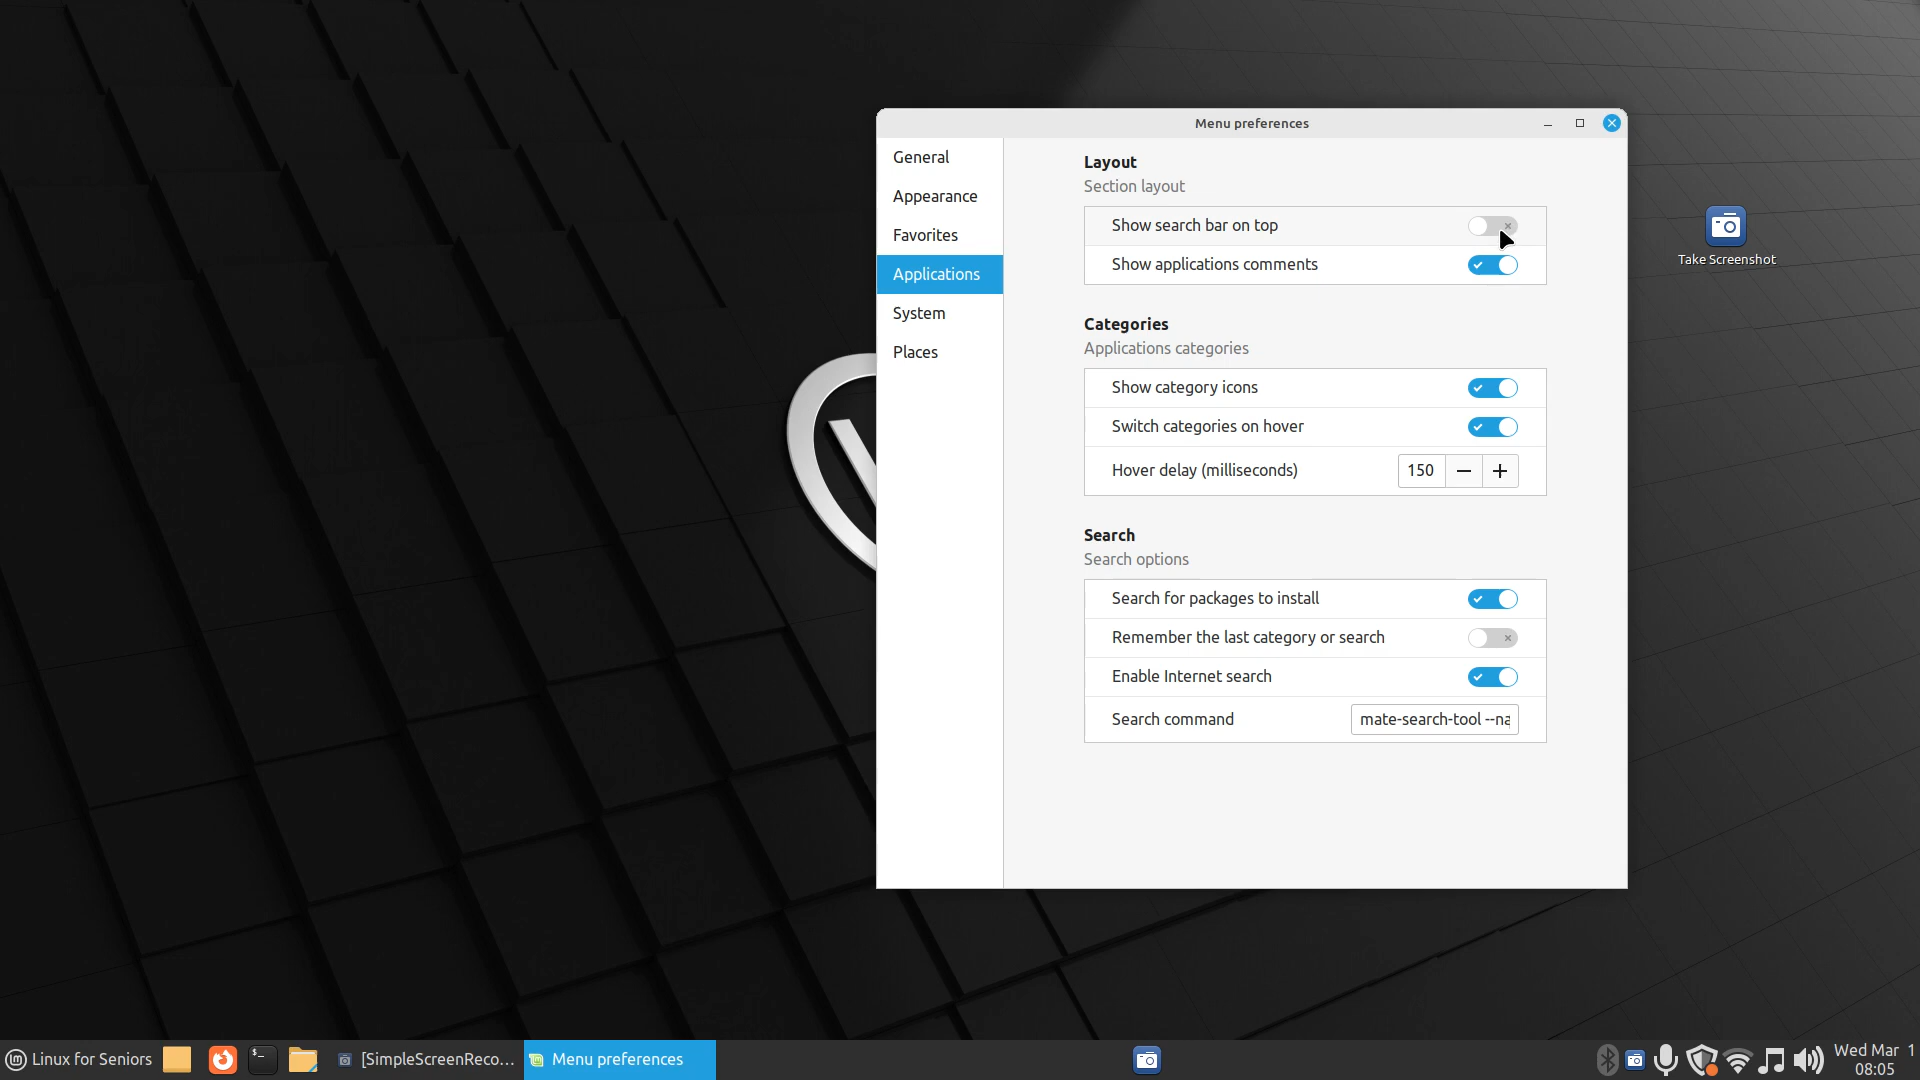 Menu preferences
General
Appearance
Favorites
Applications
System
Places
Layout
Section layout
Show search bar on top
Show applications comments
Categories
Applications categories
Show category icons
Switch categories on hover
Hover delay (milliseconds)
150
Search
Search options
Search for packages to install
Remember the last category or search
Enable Internet search
Search command
mate-search-tool --na
Take Screenshot
Linux for Seniors
[SimpleScreenReco...
Menu preferences
Wed Mar 1
08:05